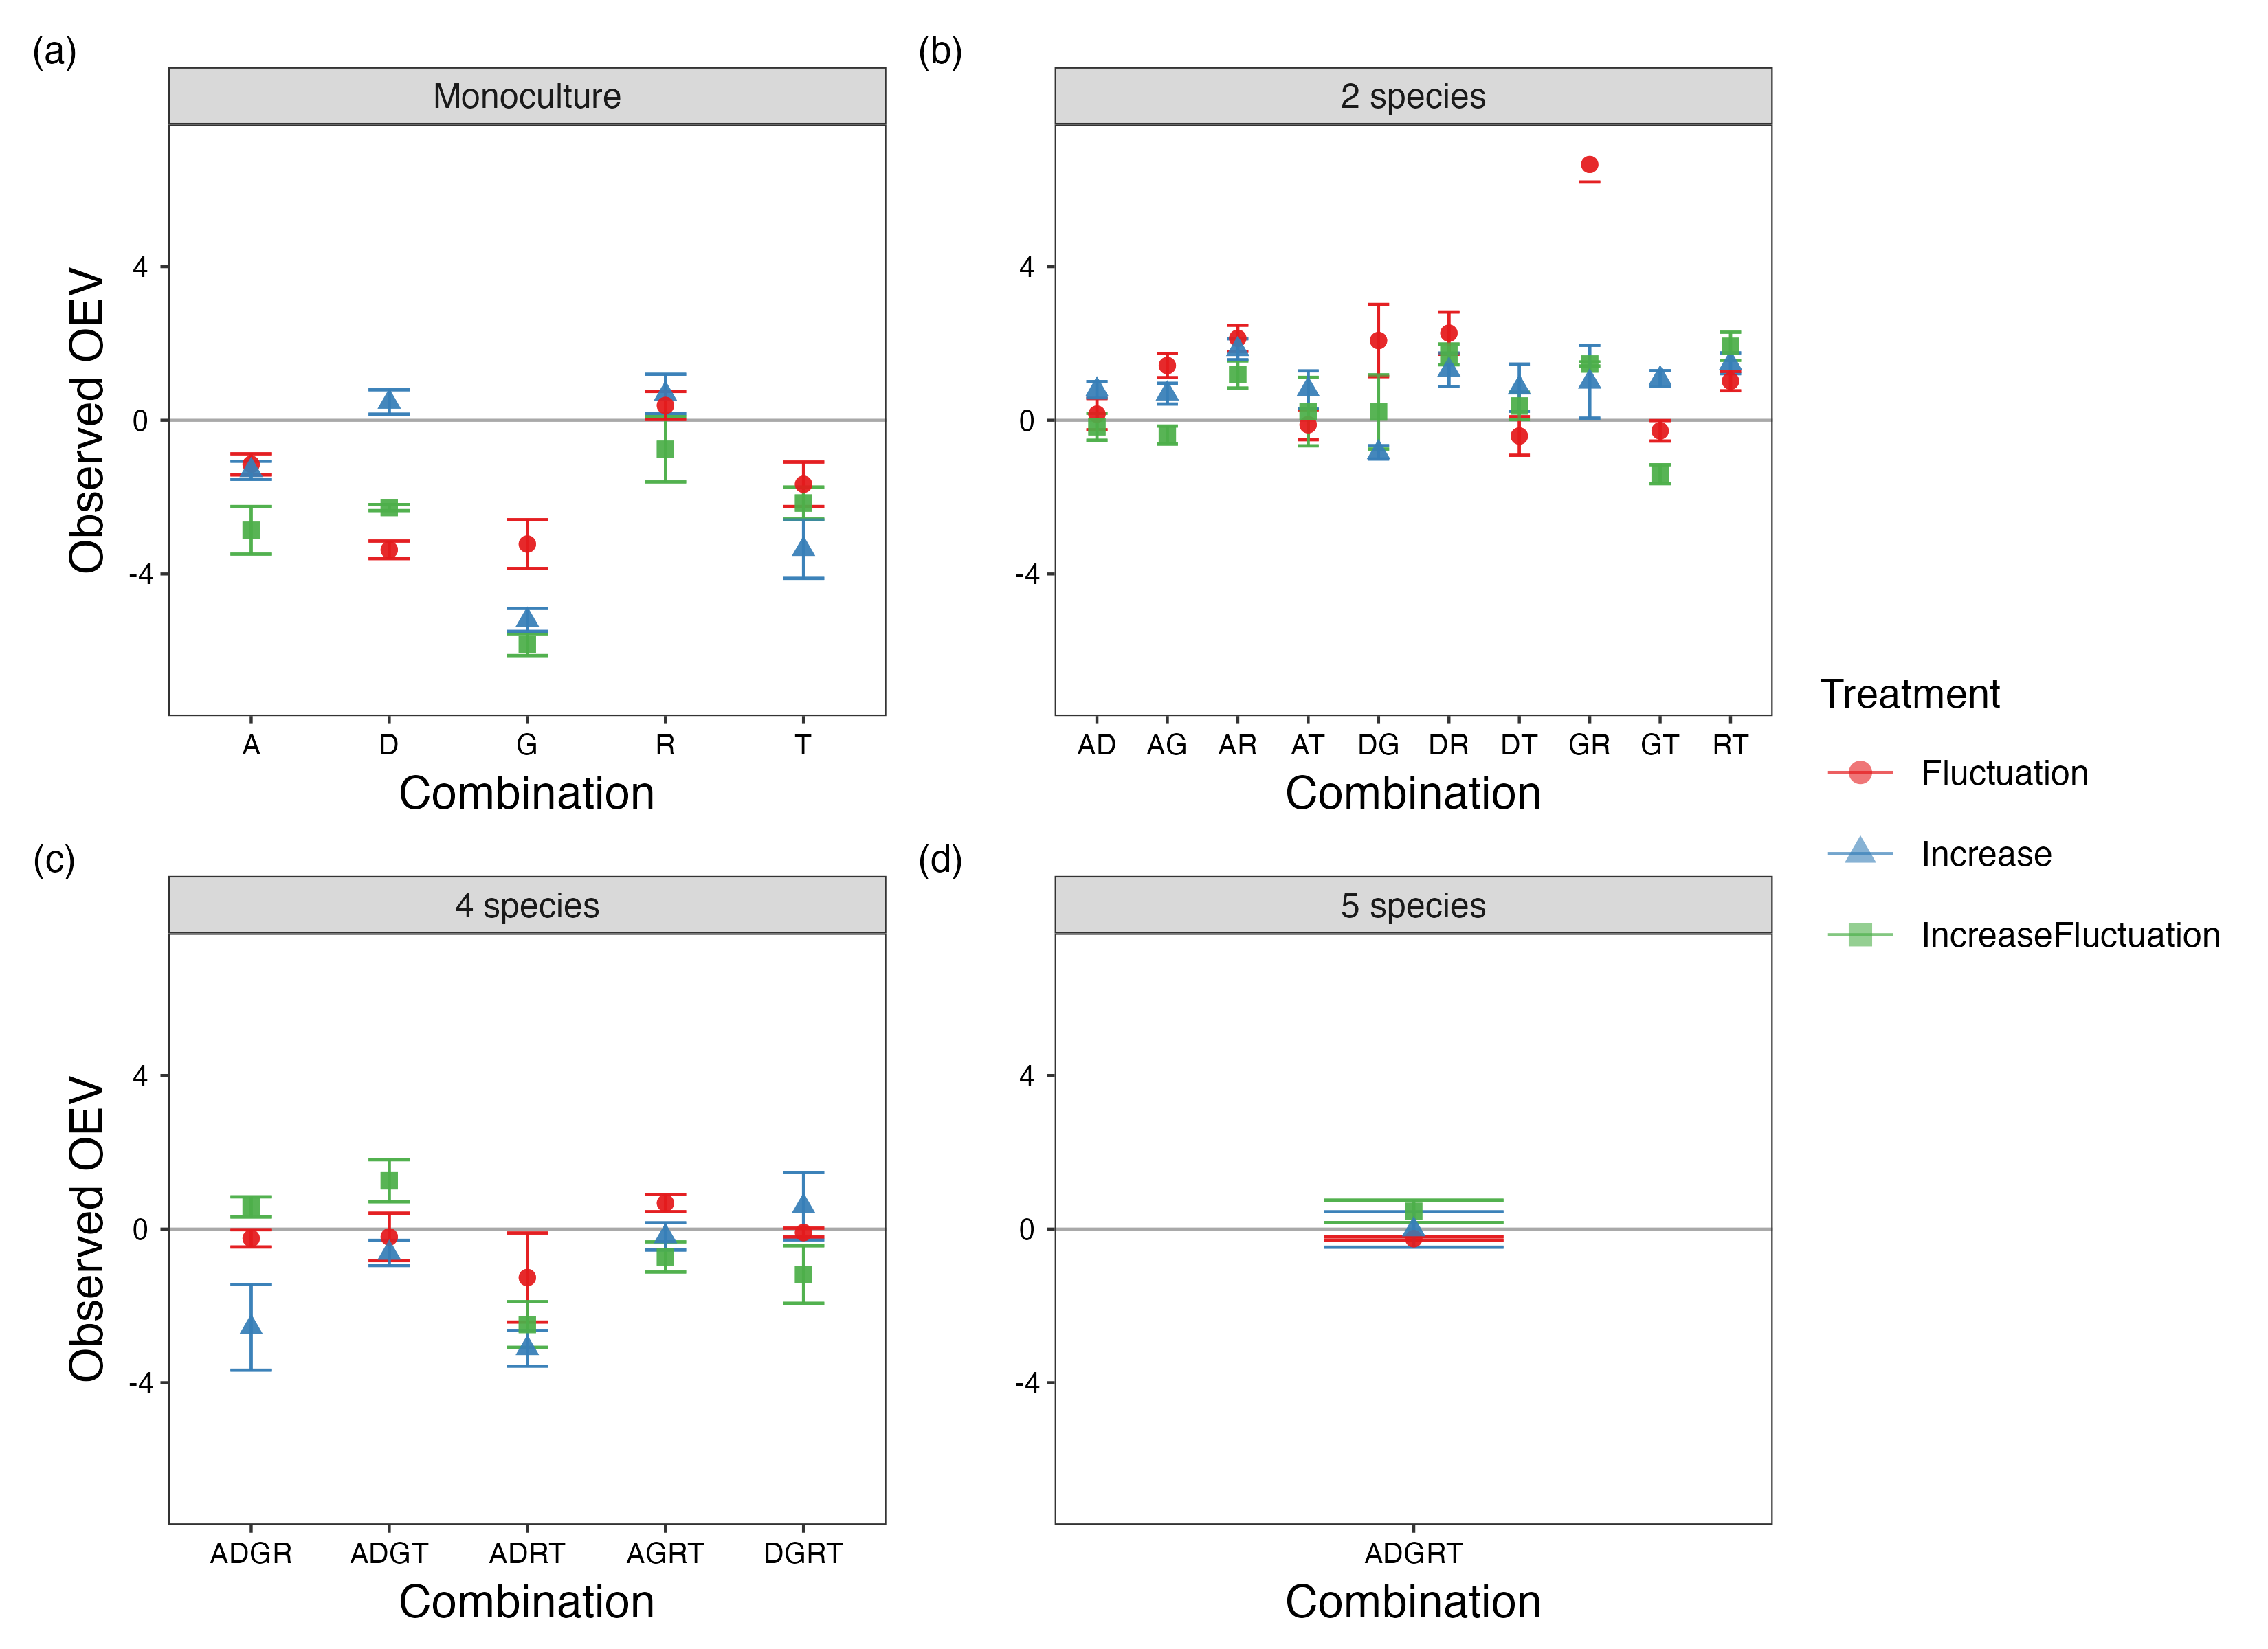 (a)
Monoculture
Observed OEV
4
0
-4
A D G R T
Combination
(b)
2 species
4
0
-4
AD AG AR AT DG DR DT GR GT RT
Combination
(c)
4 species
Observed OEV
4
0
-4
ADGR ADGT ADRT AGRT DGRT
Combination
(d)
5 species
4
0
-4
ADGRT
Combination
Treatment
Fluctuation
Increase
IncreaseFluctuation